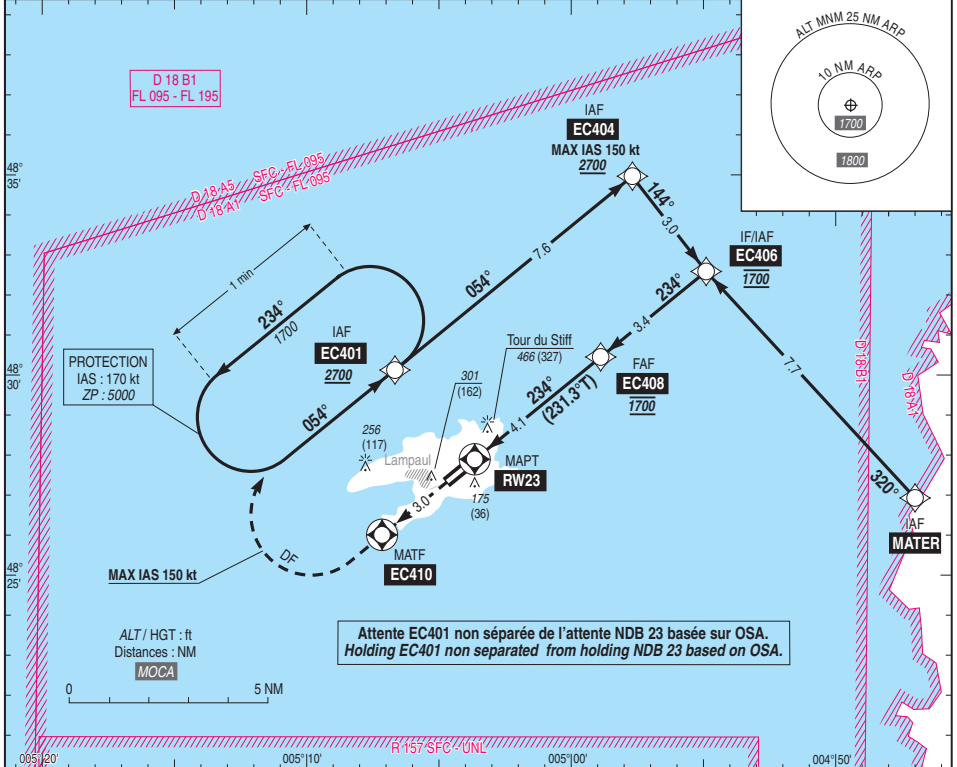 D 18 B1
FL 095 - FL 195
ALT MNM 25 NM ARP
10 NM ARP
1700
1800
IAF
EC404
MAX IAS 150 kt
2700
48°
35'
D 18 A5 SFC - FL 095
D 18 A1 SFC - FL 095
144°
3.0
IF/IAF
EC406
1700
1 min
234°
1700
054°
7.6
234°
3.4
IAF
EC401
2700
Tour du Stiff
466 (327)
FAF
EC408
1700
7.7
D 18 B1
D 18 A1
48°
30'
PROTECTION
IAS : 170 kt
ZP : 5000
054°
301
(162)
234°
(231.3°T)
4.1
256
(117)
Lampaul
MAPT
RW23
175
(36)
3.0
320°
IAF
MATER
MATF
EC410
DF
48°
25'
MAX IAS 150 kt
ALT / HGT : ft
Distances : NM
MOCA
0 5 NM
Attente EC401 non séparée de l'attente NDB 23 basée sur OSA.
Holding EC401 non separated from holding NDB 23 based on OSA.
R 157 SFC - UNL
005°20' 005°10' 005°00' 004°50'